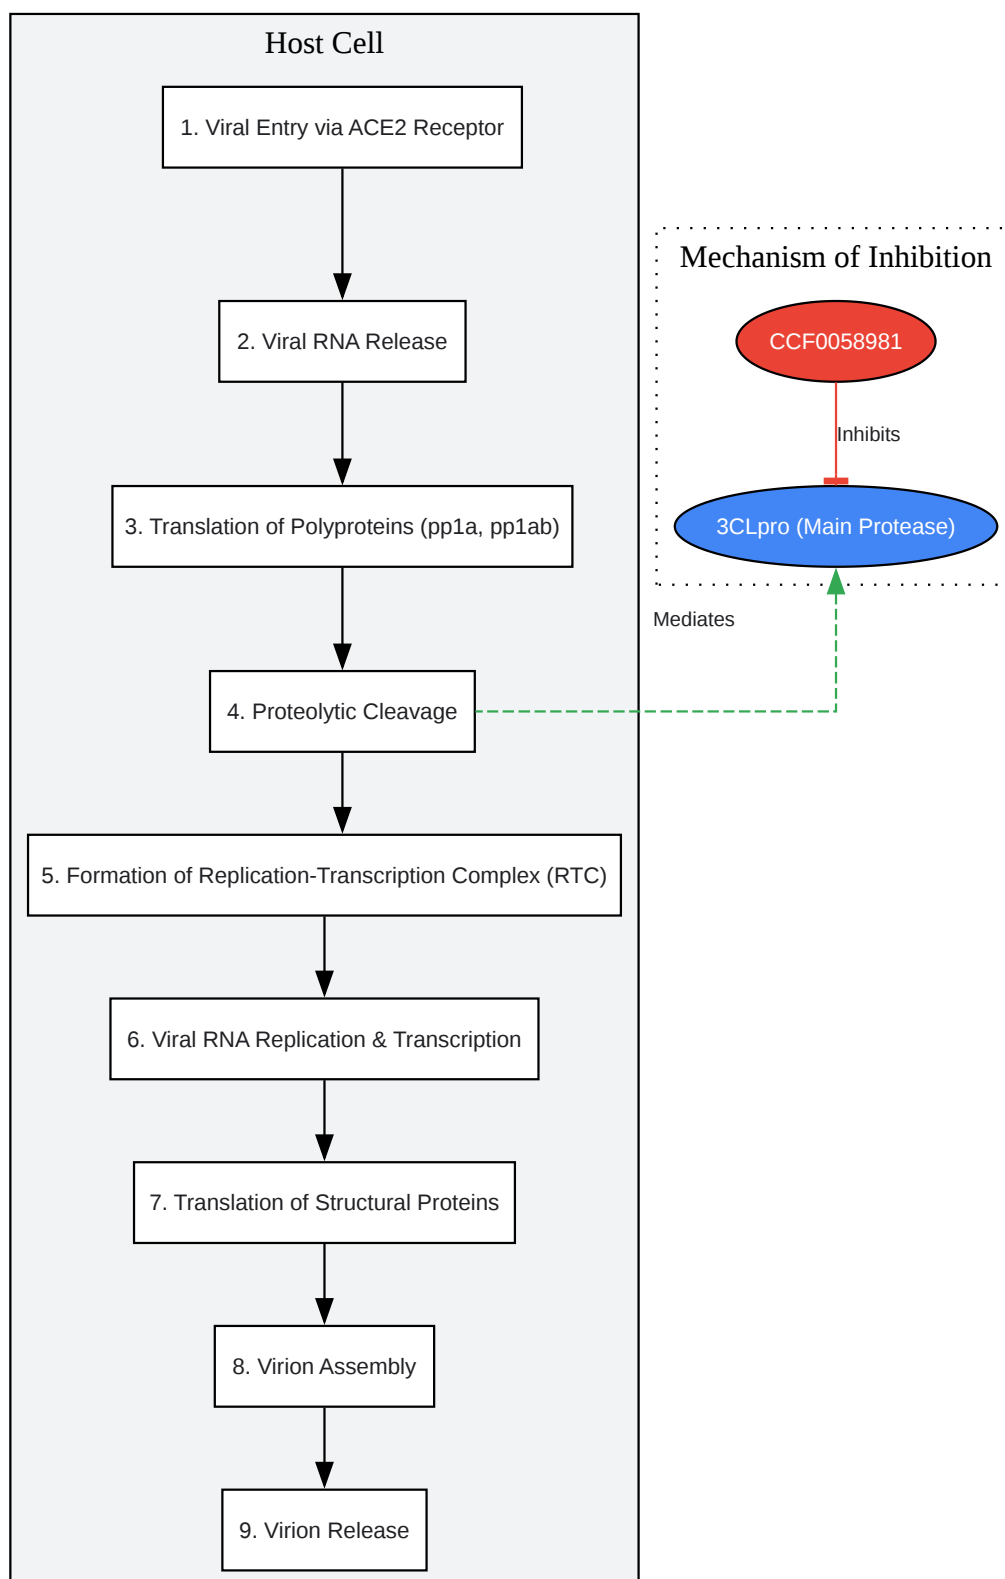 Host Cell
1. Viral Entry via ACE2 Receptor
2. Viral RNA Release
3. Translation of Polyproteins (pp1a, pp1ab)
4. Proteolytic Cleavage
5. Formation of Replication-Transcription Complex (RTC)
6. Viral RNA Replication & Transcription
7. Translation of Structural Proteins
8. Virion Assembly
9. Virion Release
Mechanism of Inhibition
CCF0058981
Inhibits
3CLpro (Main Protease)
Mediates